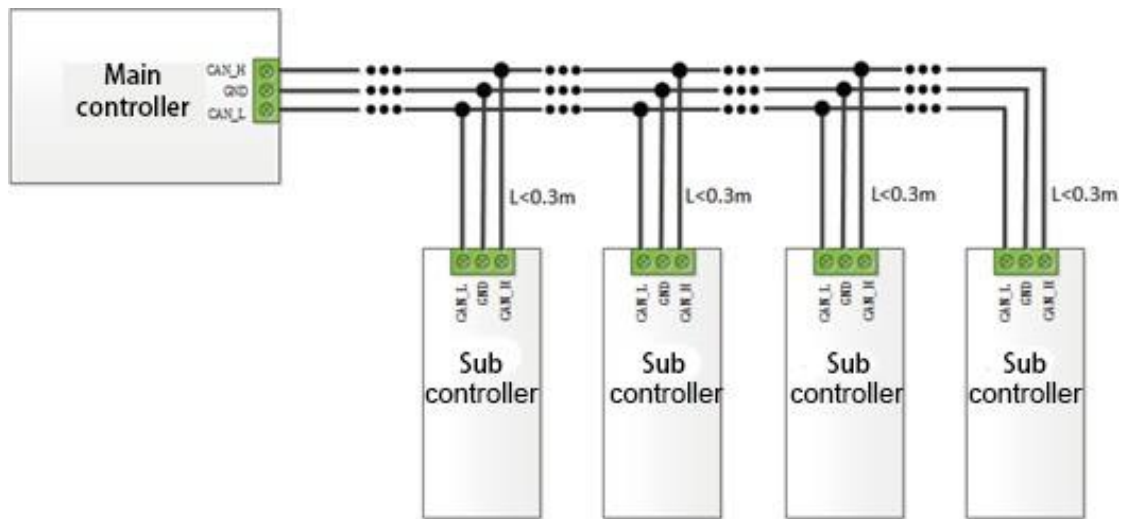 Main
controller
CAN_H
GND
CAN_L
L<0.3m
L<0.3m
L<0.3m
L<0.3m
CAN_L
GND
CAN_H
CAN_L
GND
CAN_H
CAN_L
GND
CAN_H
CAN_L
GND
CAN_H
Sub
controller
Sub
controller
Sub
controller
Sub
controller